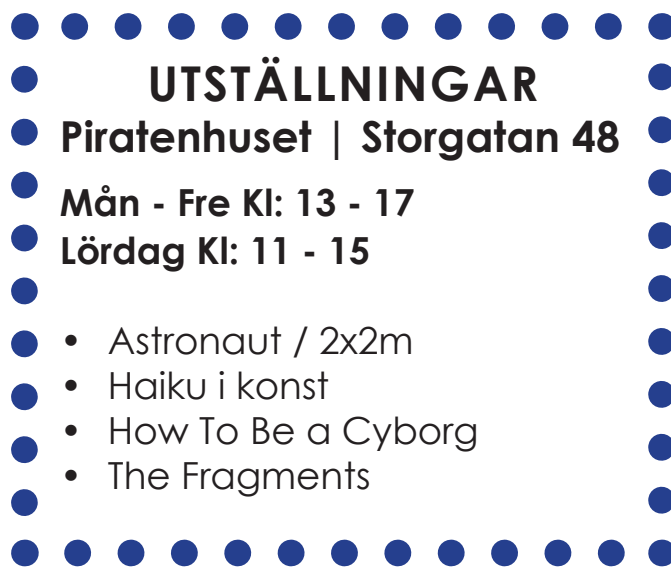 UTSTÄLLNINGAR
Piratenhuset | Storgatan 48
Mån - Fre Kl: 13 - 17
Lördag Kl: 11 - 15
• Astronaut / 2x2m
• Haiku i konst
• How To Be a Cyborg
• The Fragments